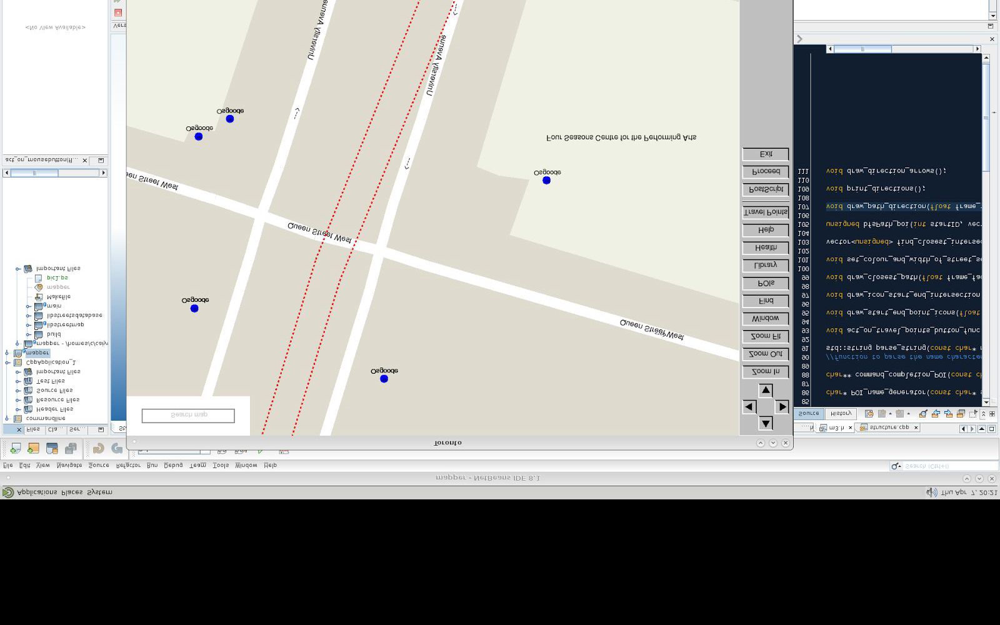 Applications Places System
Thu Apr 7, 20:21
mapper - NetBeans IDE 8.1
File Edit View Navigate Source Refactor Run Debug Team Tools Window Help
Search (Ctrl+I)
Toronto
Files Cla... Ser...
commandline
Header Files
Resource Files
Source Files
Test Files
Important Files
CppApplication_1
mapper
mapper - /homes/c/caiy
build
libstreetmap
libstreetsdatabase
main
Makefile
mapper
pic1.ps
Important Files
act_on_mousebutton(fl...
<No View Available>
St
Vers
Search map
Osgoode
Queen Street West
Osgoode
Queen Street West
een Street West
Osgoode
Four Seasons Centre for the Performing Arts
Osgoode
Osgoode
University Avenue
University Avenue
--->
--->
--->
Zoom In
Zoom Out
Zoom Fit
Window
Find
POIs
Library
Health
Help
Travel Points
PostScript
Proceed
Exit
....h m3.h structure.cpp
Source History
85
86 char* POI_name_generator(const char* s
87
88 char** command_completion_POI(const ch
89
90 //function to parse the name character
91 std::string parse_string(const char* n
92
93 void act_on_travel_points_button_func
94
95 void draw_start_end_point_icons(float
96
97 void draw_icon_start_end_intersection
98
99 void draw_closest_path(float frame_fac
100
101 void set_colour_and_width_of_street_se
102
103 vector<unsigned> find_closest_intersec
104
105 unsigned bfsPath_poi(int startID, vec
106
107 void draw_path_direction(float frame_
108
109 void print_directions();
110
111 void draw_direction_arrows();